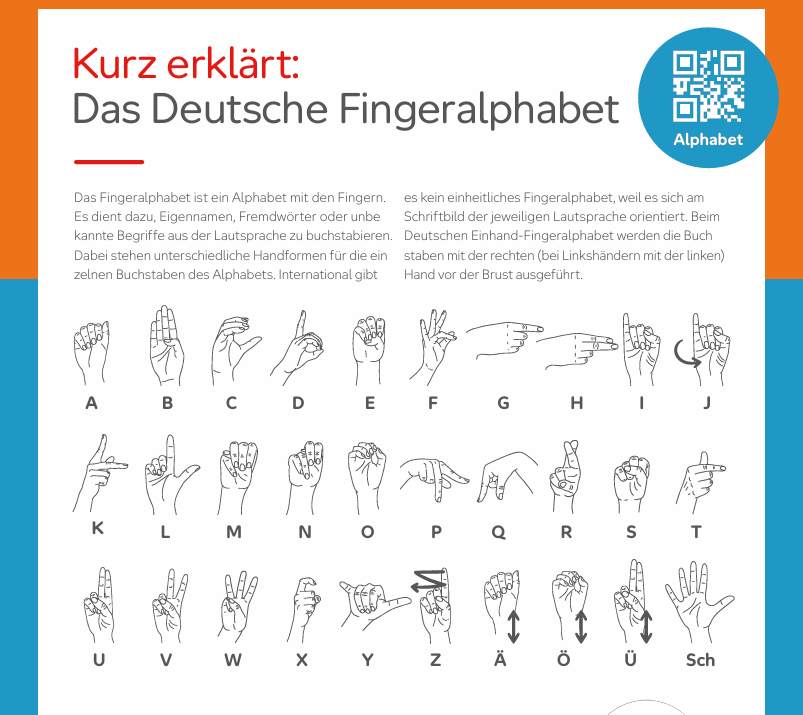 Kurz erklärt:
Das Deutsche Fingeralphabet
Alphabet
Das Fingeralphabet ist ein Alphabet mit den Fingern.
Es dient dazu, Eigennamen, Fremdwörter oder unbe
kannte Begriffe aus der Lautsprache zu buchstabieren.
Dabei stehen unterschiedliche Handformen für die ein
zelnen Buchstaben des Alphabets. International gibt
es kein einheitliches Fingeralphabet, weil es sich am
Schriftbild der jeweiligen Lautsprache orientiert. Beim
Deutschen Einhand-Fingeralphabet werden die Buch
staben mit der rechten (bei Linkshändern mit der linken)
Hand vor der Brust ausgeführt.
A B C D E F G H I J
K L M N O P Q R S T
U V W X Y Z Ä Ö Ü Sch